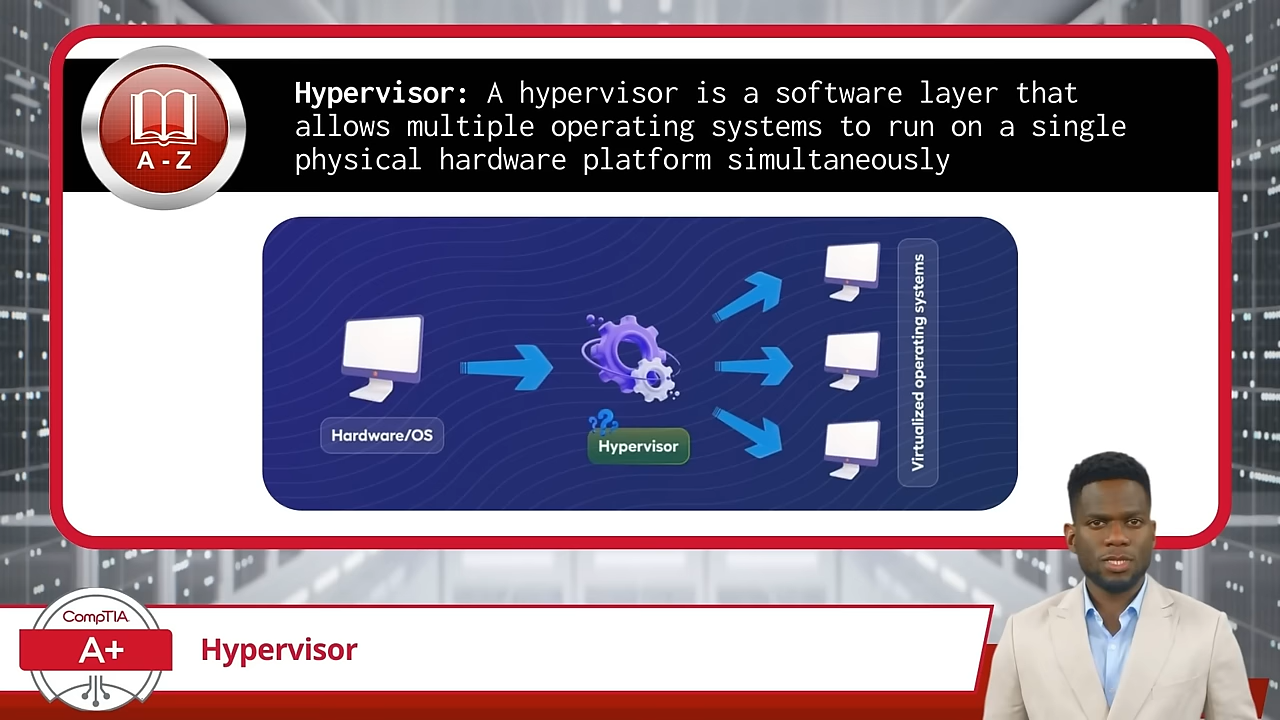 Hypervisor: A hypervisor is a software layer that
allows multiple operating systems to run on a single
physical hardware platform simultaneously
A-Z
Virtualized operating systems
Hardware/OS
???
Hypervisor
CompTIA
A+
Hypervisor